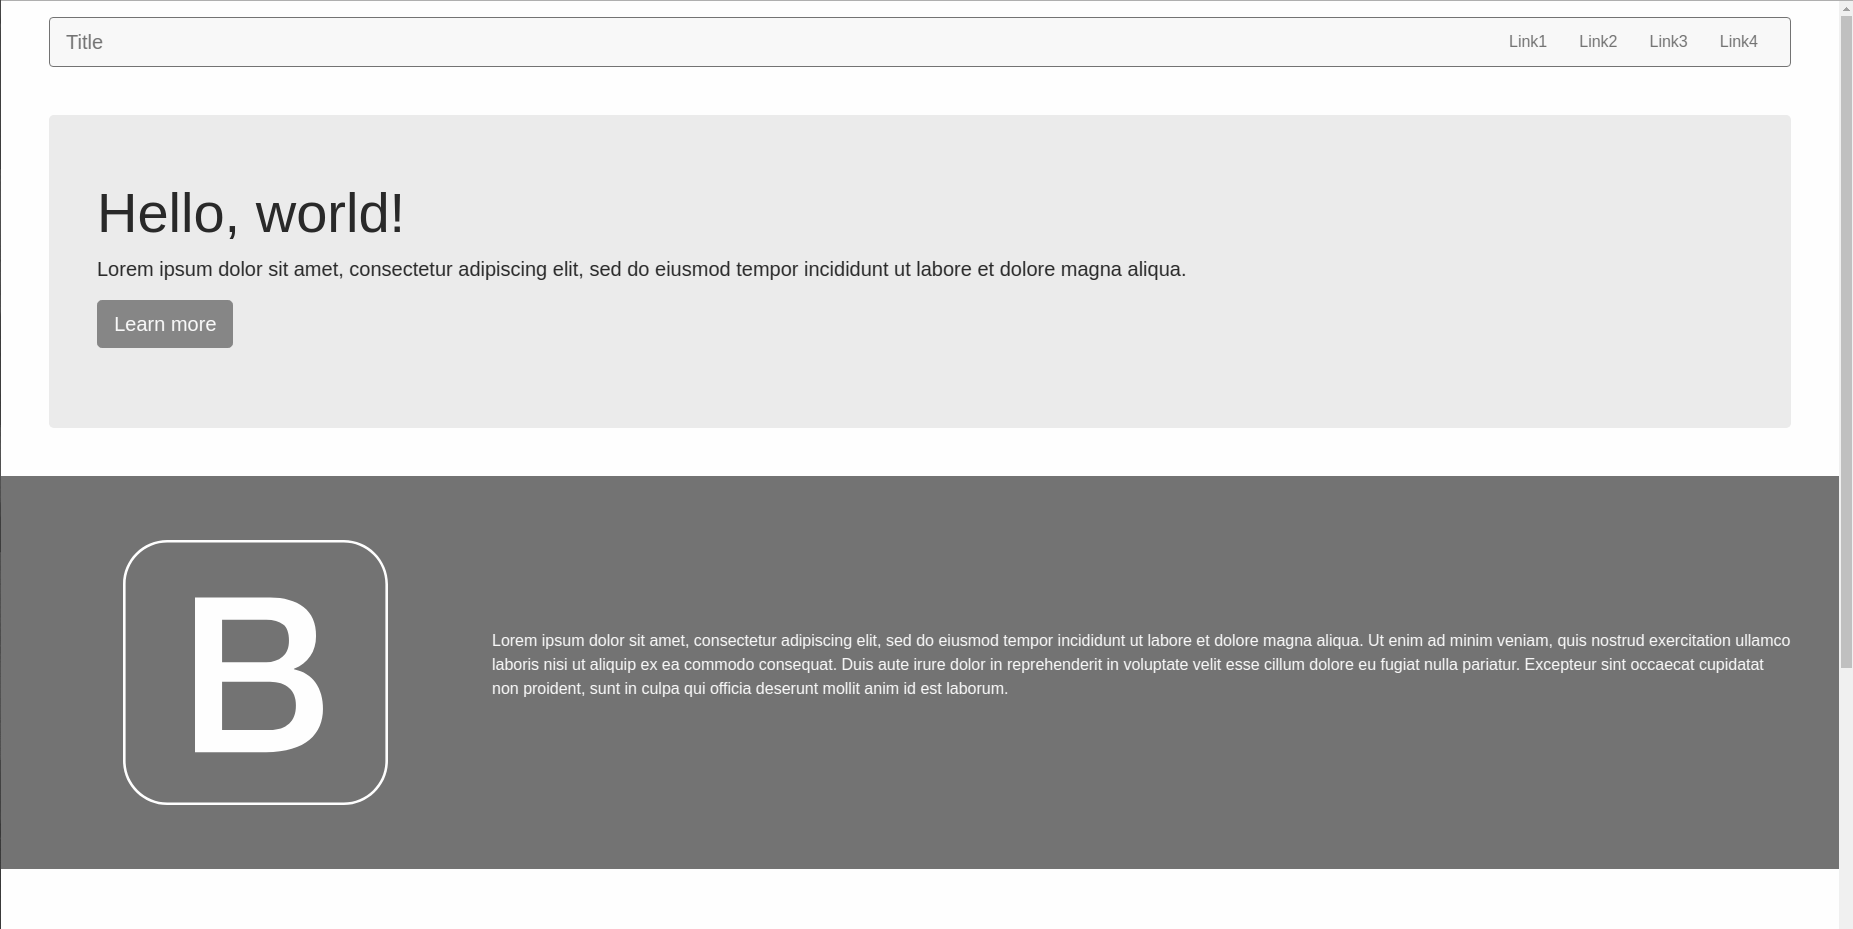 Title
Link1 Link2 Link3 Link4
Hello, world!
Lorem ipsum dolor sit amet, consectetur adipiscing elit, sed do eiusmod tempor incididunt ut labore et dolore magna aliqua.
Learn more
B
Lorem ipsum dolor sit amet, consectetur adipiscing elit, sed do eiusmod tempor incididunt ut labore et dolore magna aliqua. Ut enim ad minim veniam, quis nostrud exercitation ullamco
laboris nisi ut aliquip ex ea commodo consequat. Duis aute irure dolor in reprehenderit in voluptate velit esse cillum dolore eu fugiat nulla pariatur. Excepteur sint occaecat cupidatat
non proident, sunt in culpa qui officia deserunt mollit anim id est laborum.